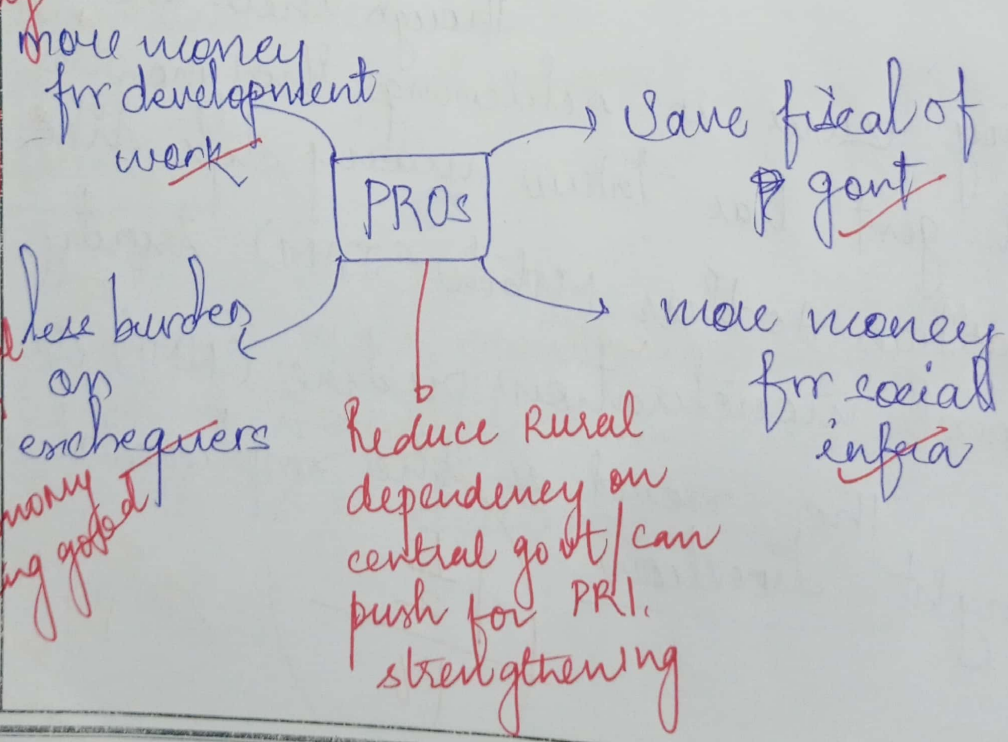 more money
for development
work
Save fiscal of
govt
PROs
less burden
on
exchequers
more money
for social
infra
Reduce Rural
dependency on
central govt/can
push for PRI.
strengthening